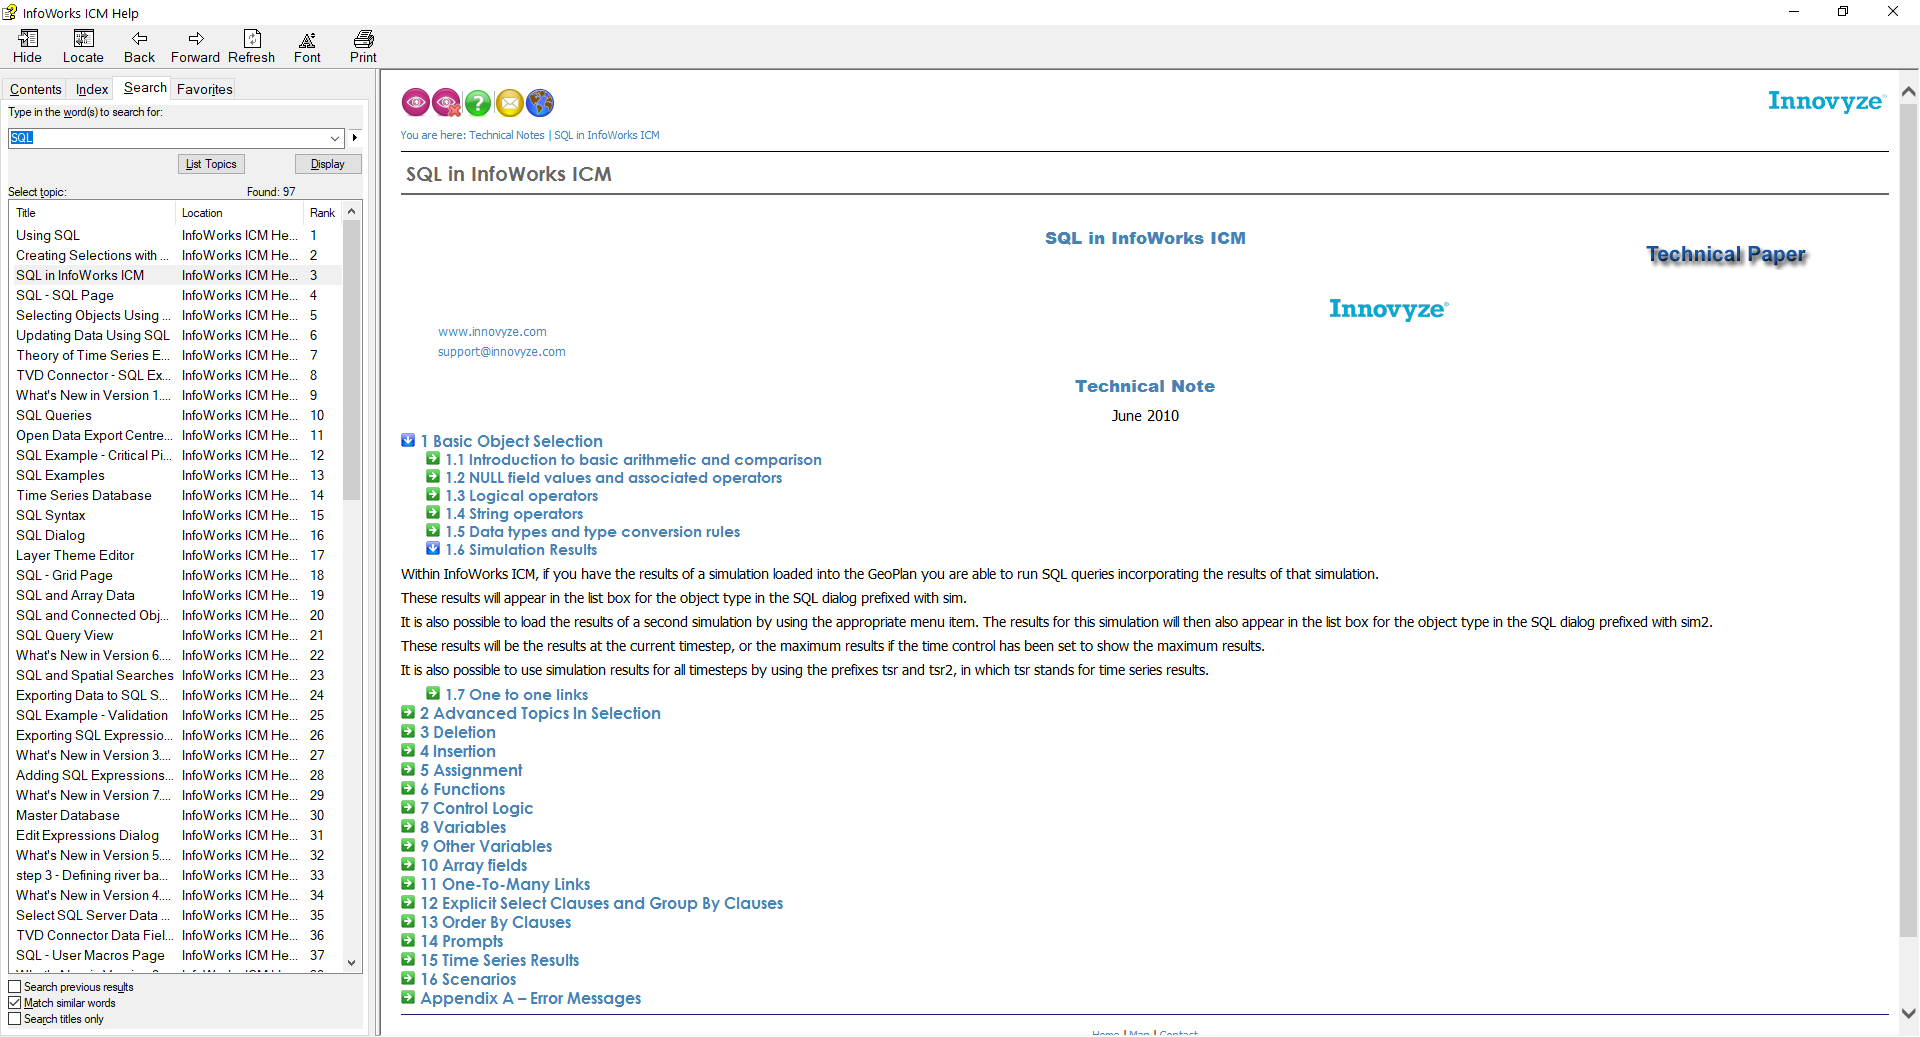 InfoWorks ICM Help
Hide Locate Back Forward Refresh Font Print
Contents Index Search Favorites
Type in the word(s) to search for:
SQL
List Topics Display
Select topic: Found: 97
Title Location Rank
Using SQL InfoWorks ICM He... 1
Creating Selections with ... InfoWorks ICM He... 2
SQL in InfoWorks ICM InfoWorks ICM He... 3
SQL - SQL Page InfoWorks ICM He... 4
Selecting Objects Using ... InfoWorks ICM He... 5
Updating Data Using SQL InfoWorks ICM He... 6
Theory of Time Series E... InfoWorks ICM He... 7
TVD Connector - SQL Ex... InfoWorks ICM He... 8
What's New in Version 1.... InfoWorks ICM He... 9
SQL Queries InfoWorks ICM He... 10
Open Data Export Centre... InfoWorks ICM He... 11
SQL Example - Critical Pi... InfoWorks ICM He... 12
SQL Examples InfoWorks ICM He... 13
Time Series Database InfoWorks ICM He... 14
SQL Syntax InfoWorks ICM He... 15
SQL Dialog InfoWorks ICM He... 16
Layer Theme Editor InfoWorks ICM He... 17
SQL - Grid Page InfoWorks ICM He... 18
SQL and Array Data InfoWorks ICM He... 19
SQL and Connected Obj... InfoWorks ICM He... 20
SQL Query View InfoWorks ICM He... 21
What's New in Version 6.... InfoWorks ICM He... 22
SQL and Spatial Searches InfoWorks ICM He... 23
Exporting Data to SQL S... InfoWorks ICM He... 24
SQL Example - Validation InfoWorks ICM He... 25
Exporting SQL Expressio... InfoWorks ICM He... 26
What's New in Version 3.... InfoWorks ICM He... 27
Adding SQL Expressions... InfoWorks ICM He... 28
What's New in Version 7.... InfoWorks ICM He... 29
Master Database InfoWorks ICM He... 30
Edit Expressions Dialog InfoWorks ICM He... 31
What's New in Version 5.... InfoWorks ICM He... 32
step 3 - Defining river ba... InfoWorks ICM He... 33
What's New in Version 4.... InfoWorks ICM He... 34
Select SQL Server Data ... InfoWorks ICM He... 35
TVD Connector Data Fiel... InfoWorks ICM He... 36
SQL - User Macros Page InfoWorks ICM He... 37
Search previous results
Match similar words
Search titles only
Innovyze
You are here: Technical Notes | SQL in InfoWorks ICM
SQL in InfoWorks ICM
SQL in InfoWorks ICM
Technical Paper
Innovyze®
www.innovyze.com
support@innovyze.com
Technical Note
June 2010
1 Basic Object Selection
1.1 Introduction to basic arithmetic and comparison
1.2 NULL field values and associated operators
1.3 Logical operators
1.4 String operators
1.5 Data types and type conversion rules
1.6 Simulation Results
Within InfoWorks ICM, if you have the results of a simulation loaded into the GeoPlan you are able to run SQL queries incorporating the results of that simulation.
These results will appear in the list box for the object type in the SQL dialog prefixed with sim.
It is also possible to load the results of a second simulation by using the appropriate menu item. The results for this simulation will then also appear in the list box for the object type in the SQL dialog prefixed with sim2.
These results will be the results at the current timestep, or the maximum results if the time control has been set to show the maximum results.
It is also possible to use simulation results for all timesteps by using the prefixes tsr and tsr2, in which tsr stands for time series results.
1.7 One to one links
2 Advanced Topics In Selection
3 Deletion
4 Insertion
5 Assignment
6 Functions
7 Control Logic
8 Variables
9 Other Variables
10 Array fields
11 One-To-Many Links
12 Explicit Select Clauses and Group By Clauses
13 Order By Clauses
14 Prompts
15 Time Series Results
16 Scenarios
Appendix A – Error Messages
Home | Map | Contact